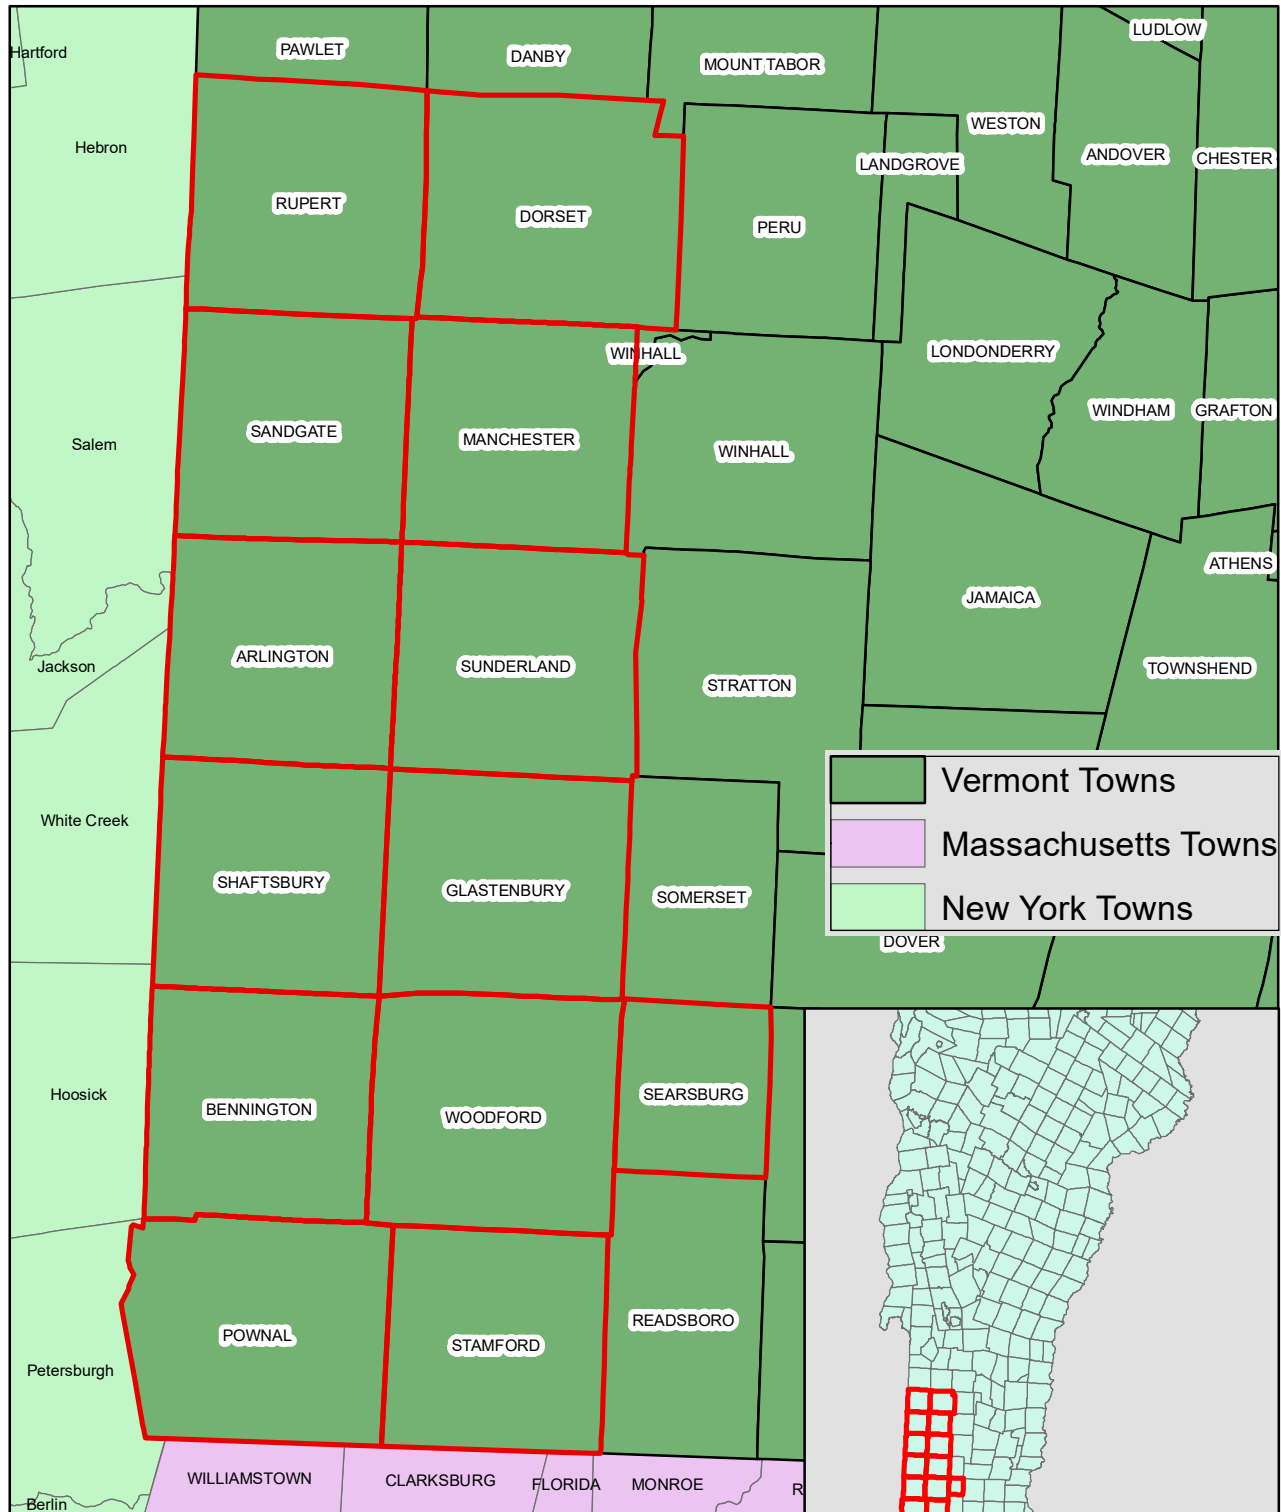 LUDLOW
Hartford
PAWLET
DANBY
MOUNT TABOR
WESTON
Hebron
ANDOVER
CHESTER
LANDGROVE
RUPERT
DORSET
PERU
WINHALL
LONDONDERRY
WINDHAM
GRAFTON
Salem
SANDGATE
MANCHESTER
WINHALL
ATHENS
JAMAICA
Jackson
ARLINGTON
SUNDERLAND
STRATTON
TOWNSHEND
Vermont Towns
White Creek
Massachusetts Towns
SHAFTSBURY
GLASTENBURY
SOMERSET
New York Towns
DOVER
Hoosick
BENNINGTON
WOODFORD
SEARSBURG
Petersburgh
POWNAL
STAMFORD
READSBORO
WILLIAMSTOWN
CLARKSBURG
FLORIDA
MONROE
R
Berlin